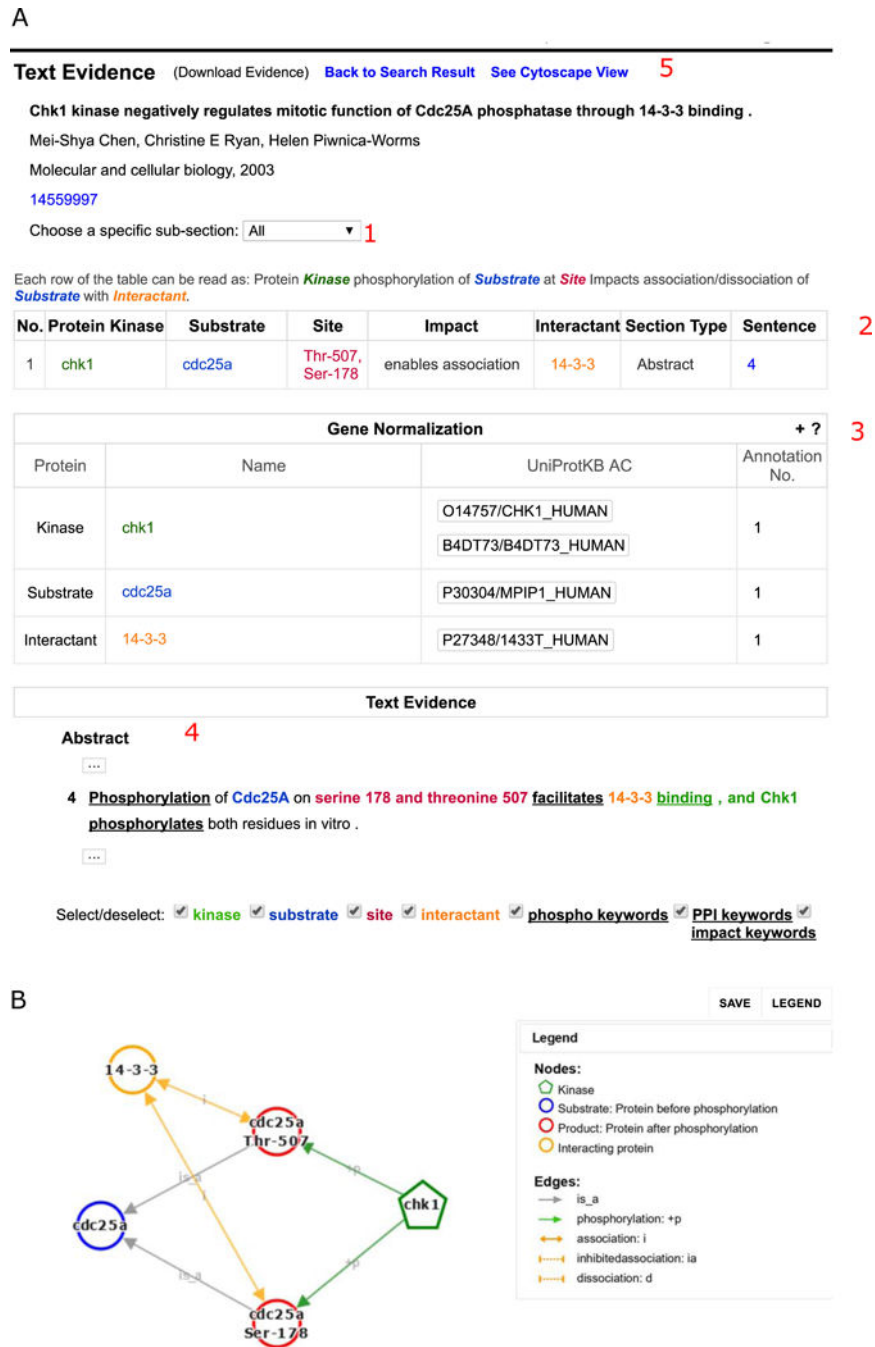 A
Text Evidence (Download Evidence) Back to Search Result See Cytoscape View 5
Chk1 kinase negatively regulates mitotic function of Cdc25A phosphatase through 14-3-3 binding .
Mei-Shya Chen, Christine E Ryan, Helen Piwnica-Worms
Molecular and cellular biology, 2003
14559997
Choose a specific sub-section: All 1
Each row of the table can be read as: Protein Kinase phosphorylation of Substrate at Site Impacts association/dissociation of
Substrate with Interactant.
No. Protein Kinase Substrate Site Impact Interactant Section Type Sentence 2
1 chk1 cdc25a Thr-507, Ser-178 enables association 14-3-3 Abstract 4
Gene Normalization + ? 3
Protein Name UniProtKB AC Annotation No.
Kinase chk1 O14757/CHK1_HUMAN 1
B4DT73/B4DT73_HUMAN
Substrate cdc25a P30304/MPIP1_HUMAN 1
Interactant 14-3-3 P27348/1433T_HUMAN 1
Text Evidence
Abstract 4
...
4 Phosphorylation of Cdc25A on serine 178 and threonine 507 facilitates 14-3-3 binding , and Chk1
phosphorylates both residues in vitro .
...
Select/deselect: kinase substrate site interactant phospho keywords PPI keywords
impact keywords
B
SAVE LEGEND
14-3-3
i
cdc25a
Thr-507
is_a
i
+p
cdc25a
chk1
is_a
+p
cdc25a
Ser-178
Legend
Nodes:
Kinase
Substrate: Protein before phosphorylation
Product: Protein after phosphorylation
Interacting protein
Edges:
is_a
phosphorylation: +p
association: i
inhibitedassociation: ia
dissociation: d